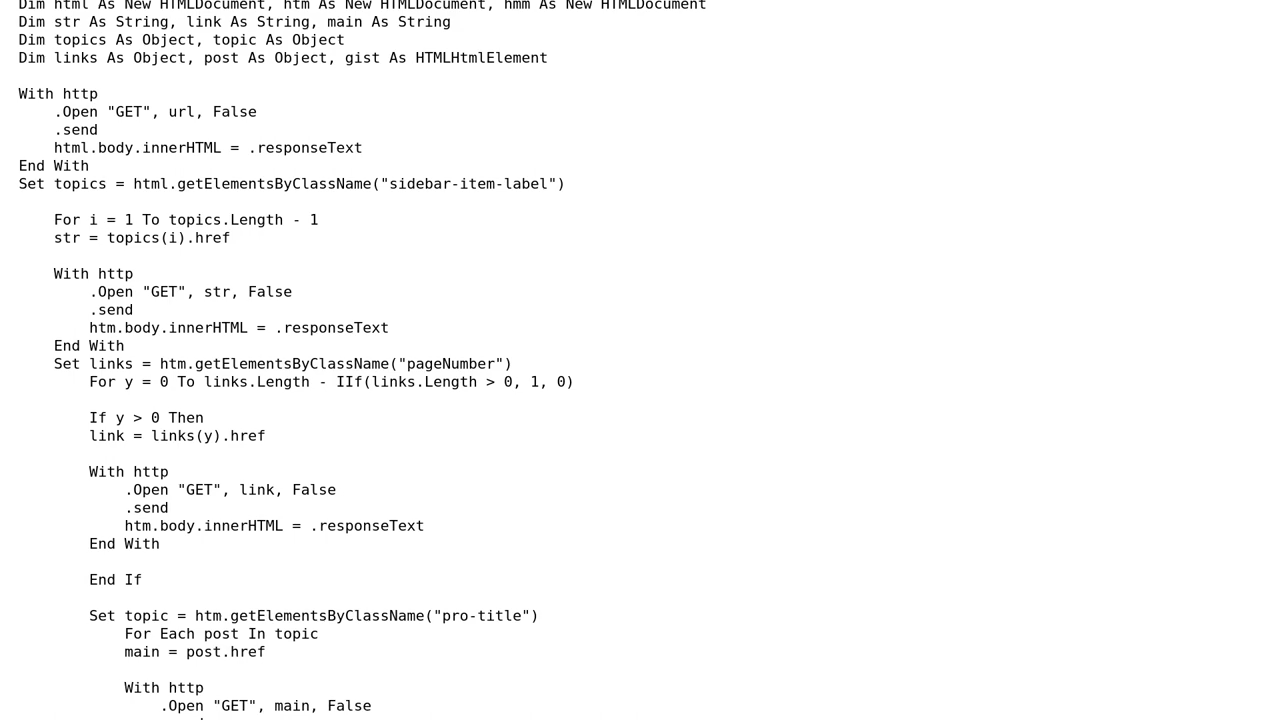 Dim html As New HTMLDocument, htm As New HTMLDocument, hmm As New HTMLDocument
Dim str As String, link As String, main As String
Dim topics As Object, topic As Object
Dim links As Object, post As Object, gist As HTMLHtmlElement

With http
    .Open "GET", url, False
    .send
    html.body.innerHTML = .responseText
End With
Set topics = html.getElementsByClassName("sidebar-item-label")

    For i = 1 To topics.Length - 1
    str = topics(i).href

    With http
        .Open "GET", str, False
        .send
        htm.body.innerHTML = .responseText
    End With
    Set links = htm.getElementsByClassName("pageNumber")
        For y = 0 To links.Length - IIf(links.Length > 0, 1, 0)

        If y > 0 Then
        link = links(y).href

        With http
            .Open "GET", link, False
            .send
            htm.body.innerHTML = .responseText
        End With

        End If

        Set topic = htm.getElementsByClassName("pro-title")
            For Each post In topic
            main = post.href

            With http
                .Open "GET", main, False